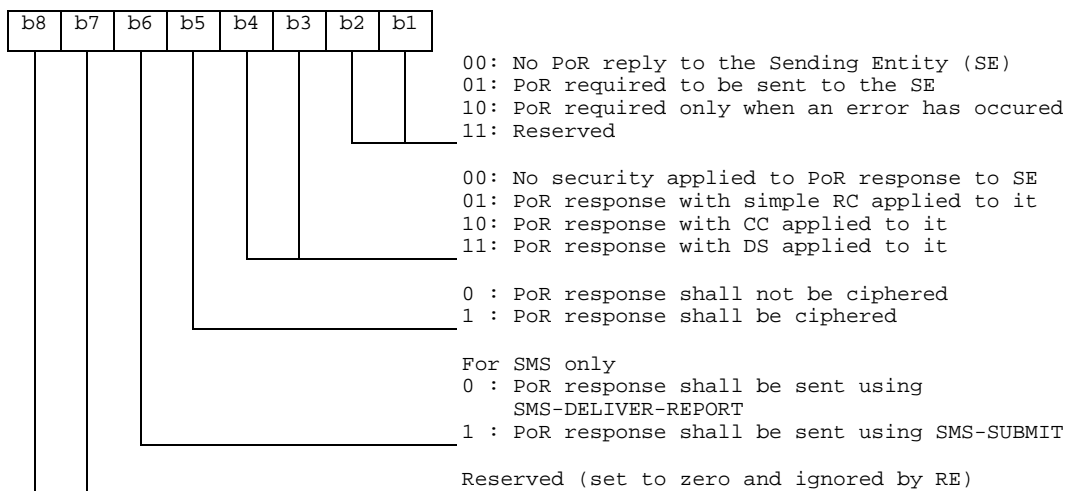 b8 b7 b6 b5 b4 b3 b2 b1
00: No PoR reply to the Sending Entity (SE)
01: PoR required to be sent to the SE
10: PoR required only when an error has occured
11: Reserved
00: No security applied to PoR response to SE
01: PoR response with simple RC applied to it
10: PoR response with CC applied to it
11: PoR response with DS applied to it
0 : PoR response shall not be ciphered
1 : PoR response shall be ciphered
For SMS only
0 : PoR response shall be sent using
SMS-DELIVER-REPORT
1 : PoR response shall be sent using SMS-SUBMIT
Reserved (set to zero and ignored by RE)